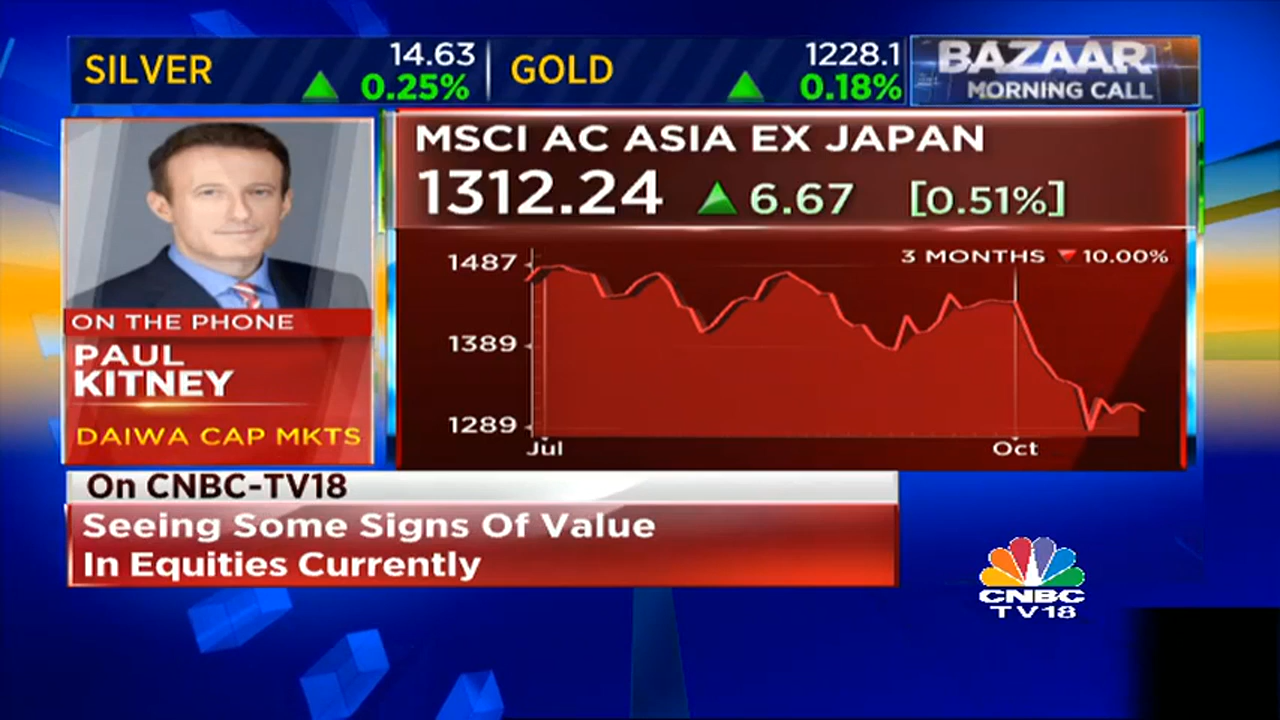 SILVER 14.63 ▲ 0.25%
GOLD 1228.1 ▲ 0.18%
BAZAAR
MORNING CALL
MSCI AC ASIA EX JAPAN
1312.24 ▲ 6.67 [0.51%]
3 MONTHS ▼ 10.00%
1487
1389
1289
Jul Oct
ON THE PHONE
PAUL
KITNEY
DAIWA CAP MKTS
On CNBC-TV18
Seeing Some Signs Of Value
In Equities Currently
CNBC
TV18